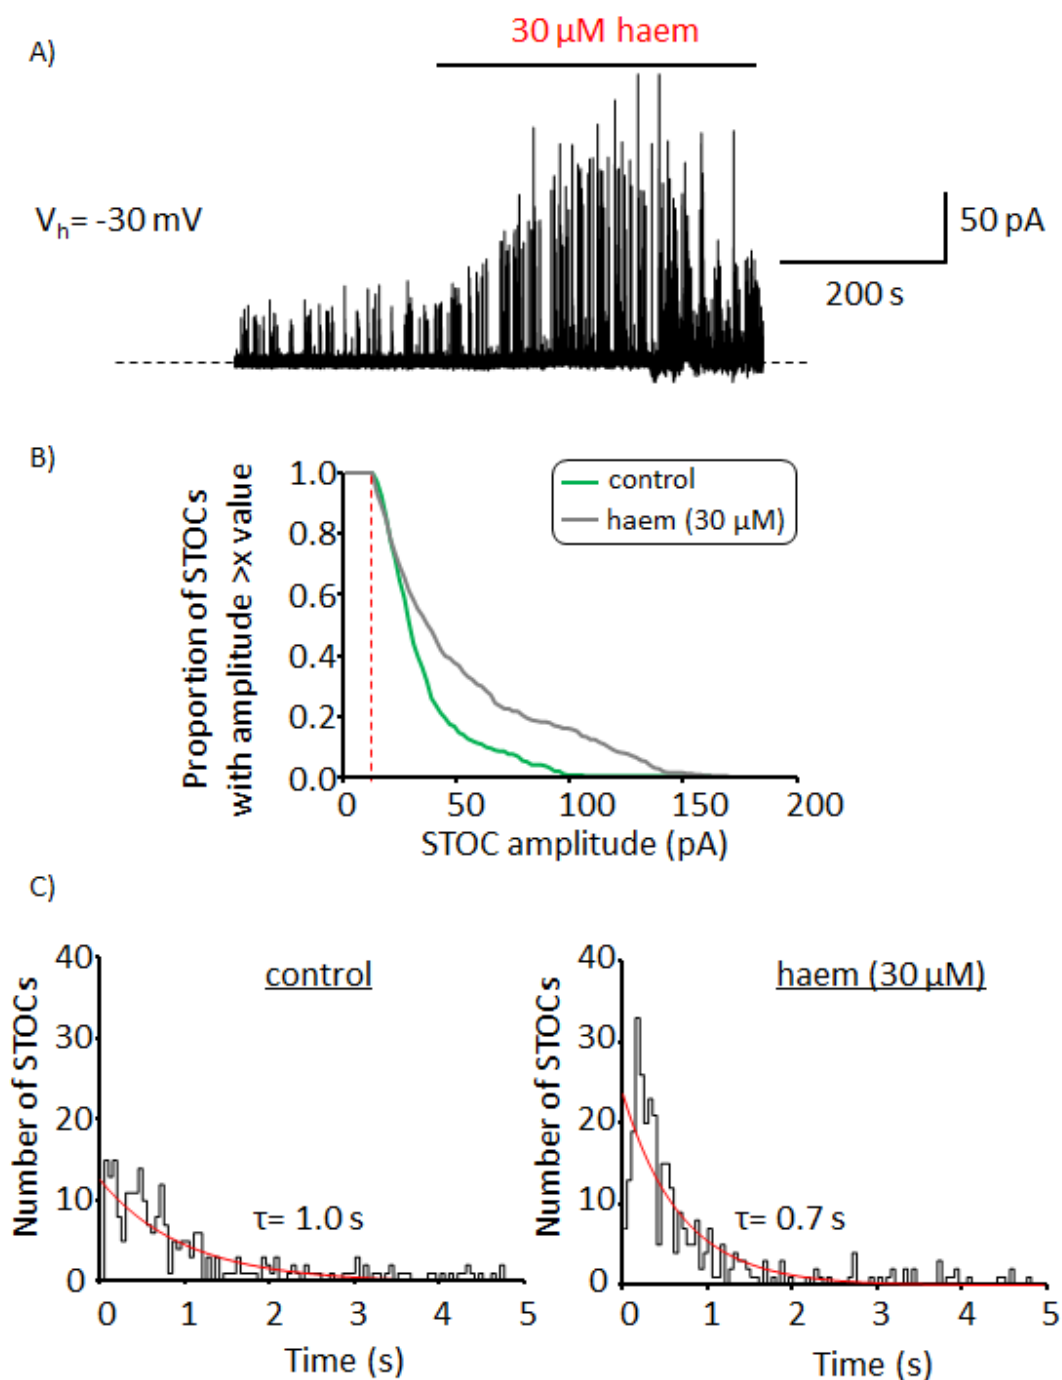 A)
30 μM haem
Vh= -30 mV
50 pA
200 s
B)
Proportion of STOCs
with amplitude >x value
1.0
0.8
0.6
0.4
0.2
0.0
control
haem (30 μM)
0 50 100 150 200
STOC amplitude (pA)
C)
Number of STOCs
40
30
20
10
0
control
τ= 1.0 s
0 1 2 3 4 5
Time (s)
Number of STOCs
40
30
20
10
0
haem (30 μM)
τ= 0.7 s
0 1 2 3 4 5
Time (s)